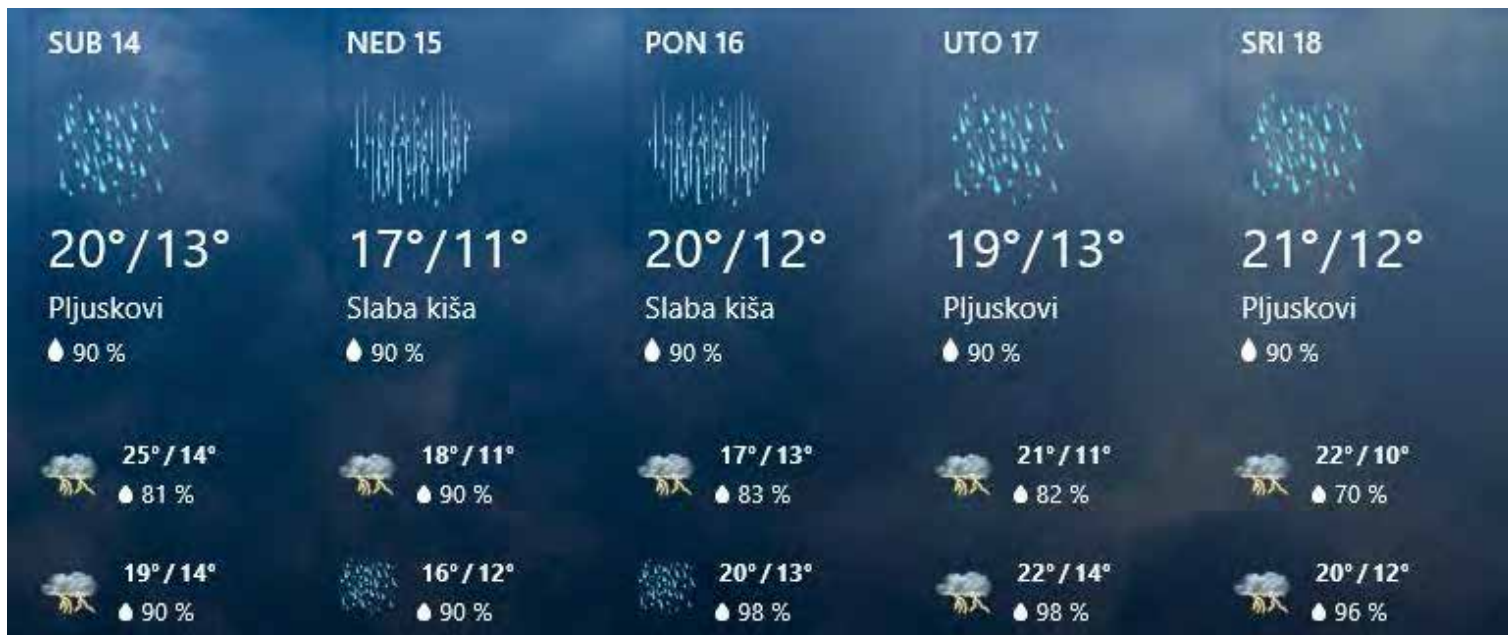 SUB 14 NED 15 PON 16 UTO 17 SRI 18
20°/13° 17°/11° 20°/12° 19°/13° 21°/12°
Pljuskovi Slaba kiša Slaba kiša Pljuskovi Pljuskovi
90 % 90 % 90 % 90 % 90 %
25°/14° 18°/11° 17°/13° 21°/11° 22°/10°
81 % 90 % 83 % 82 % 70 %
19°/14° 16°/12° 20°/13° 22°/14° 20°/12°
90 % 90 % 98 % 98 % 96 %